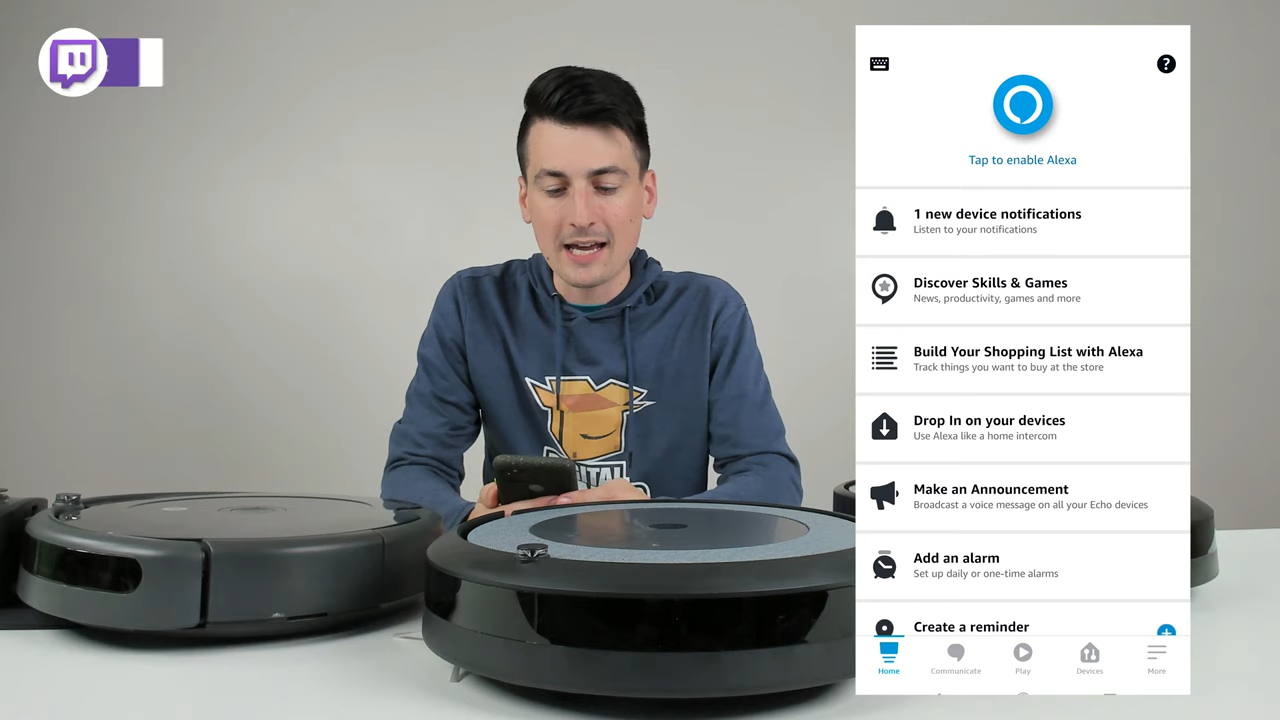 Tap to enable Alexa
1 new device notifications
Listen to your notifications
Discover Skills & Games
News, productivity, games and more
Build Your Shopping List with Alexa
Track things you want to buy at the store
Drop In on your devices
Use Alexa like a home intercom
Make an Announcement
Broadcast a voice message on all your Echo devices
Add an alarm
Set up daily or one-time alarms
Create a reminder
Home
Communicate
Play
Devices
More